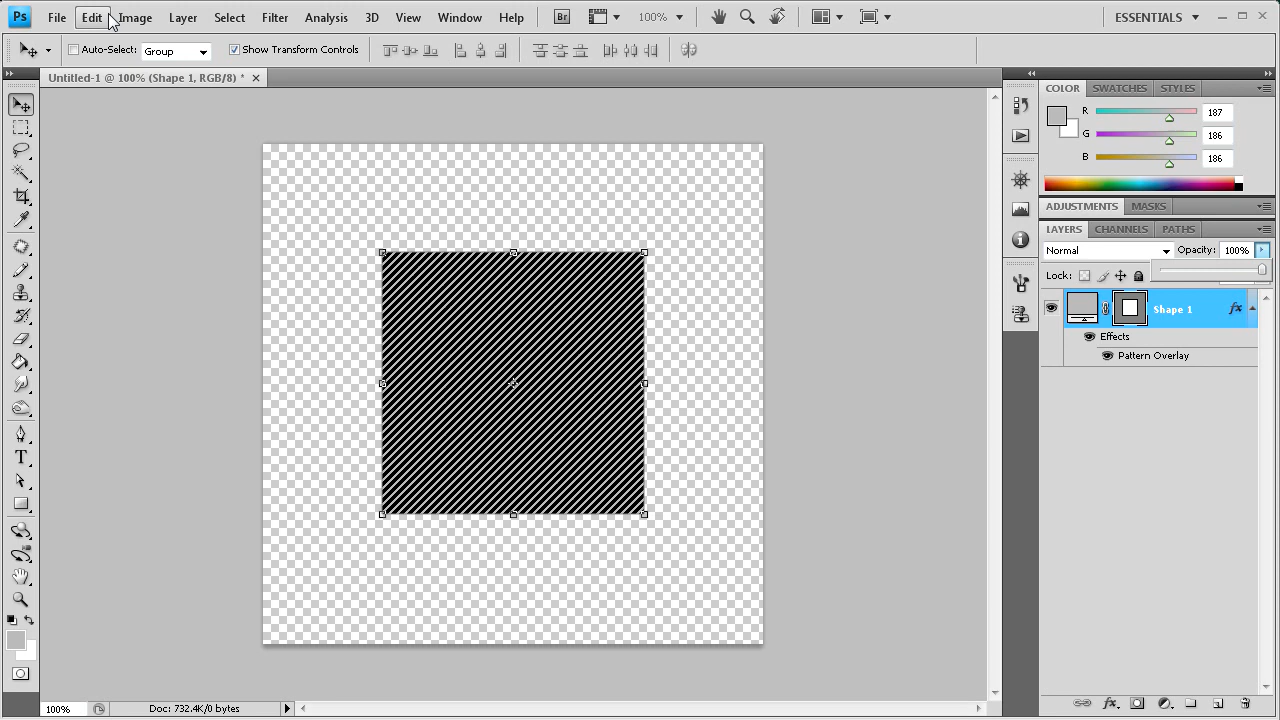 Ps File Edit Image Layer Select Filter Analysis 3D View Window Help Br 100% ESSENTIALS
Auto-Select: Group Show Transform Controls
Untitled-1 @ 100% (Shape 1, RGB/8) *
COLOR SWATCHES STYLES
R 187
G 186
B 186
ADJUSTMENTS MASKS
LAYERS CHANNELS PATHS
Normal Opacity: 100%
Lock:
Shape 1 fx
Effects
Pattern Overlay
T
100% Doc: 732.4K/0 bytes
fx